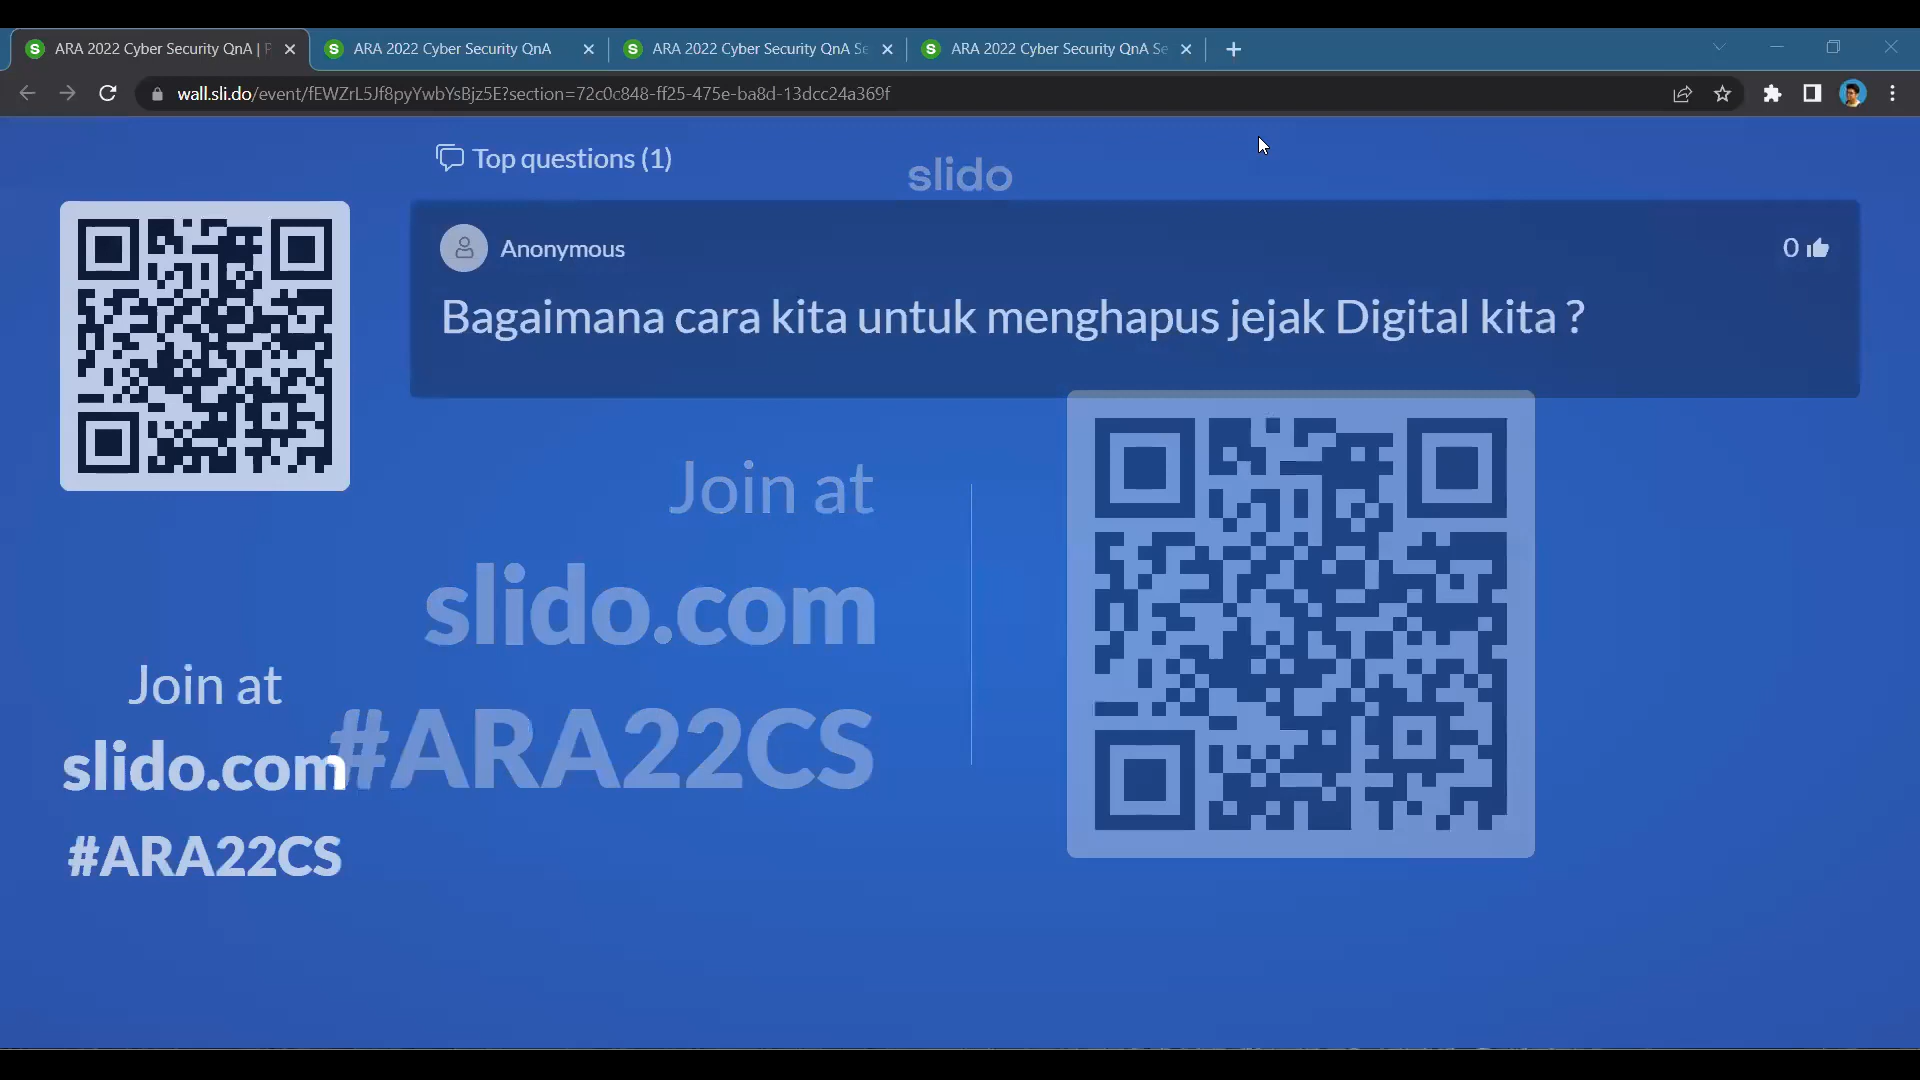 ARA 2022 Cyber Security QnA | P
ARA 2022 Cyber Security QnA
ARA 2022 Cyber Security QnA Se
ARA 2022 Cyber Security QnA Se
wall.sli.do/event/fEWZrL5Jf8pyYwbYsBjz5E?section=72c0c848-ff25-475e-ba8d-13dcc24a369f
Top questions (1)
slido
Anonymous
0
Bagaimana cara kita untuk menghapus jejak Digital kita ?
Join at
slido.com
#ARA22CS
Join at
slido.com
#ARA22CS